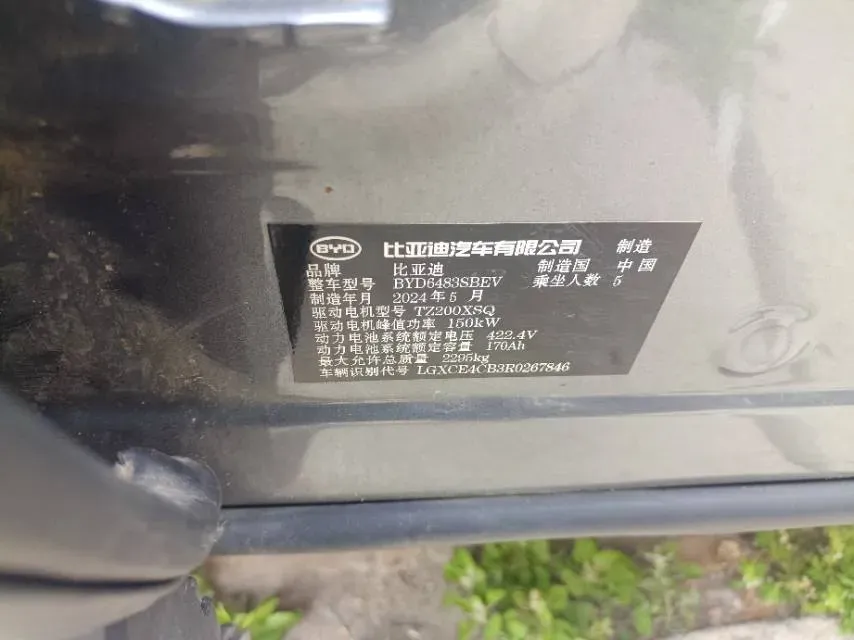 BYD 比亚迪汽车有限公司 制造
品牌 比亚迪 制造国 中国
整车型号 BYD6483SBEV 乘坐人数 5
制造年月 2024年5月
驱动电机型号 TZ200XSQ
驱动电机峰值功率 150kW
动力电池系统额定电压 422.4V
动力电池系统额定容量 170Ah
最大允许总质量 2295kg
车辆识别代号 LGXCE4CB3R0267846